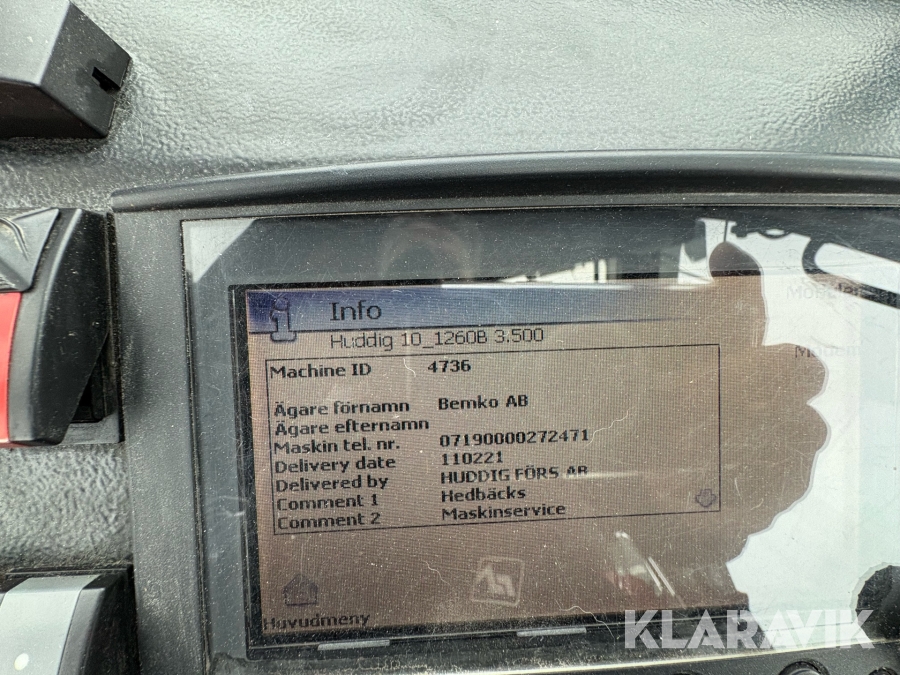 Info
Huddig 10_1260B 3.500
Machine ID 4736
Ägare förnamn Bemko AB
Ägare efternamn
Maskin tel. nr. 07190000272471
Delivery date 110221
Delivered by HUDDIG FÖRS AB
Comment 1 Hedbäcks
Comment 2 Maskinservice
Huvudmeny
KLARAVIK